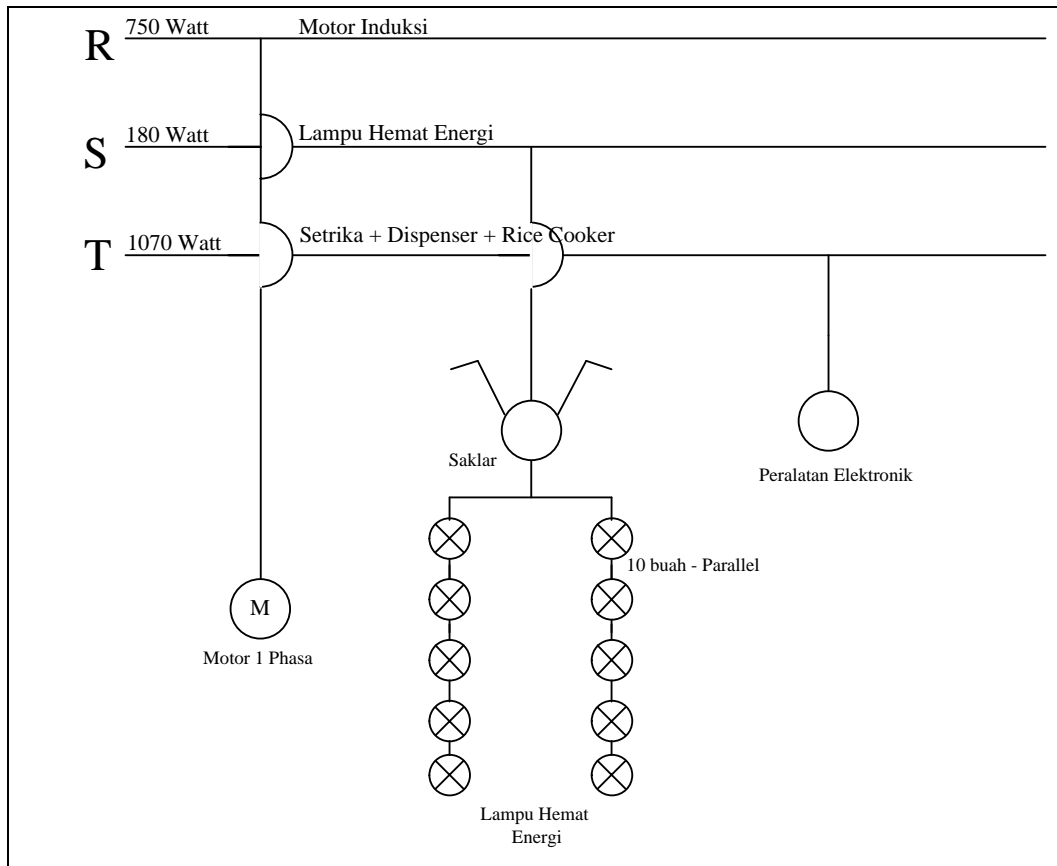 R
750 Watt
Motor Induksi
S
180 Watt
Lampu Hemat Energi
T
1070 Watt
Setrika + Dispenser + Rice Cooker
Saklar
Peralatan Elektronik
10 buah - Parallel
M
Motor 1 Phasa
Lampu Hemat
Energi